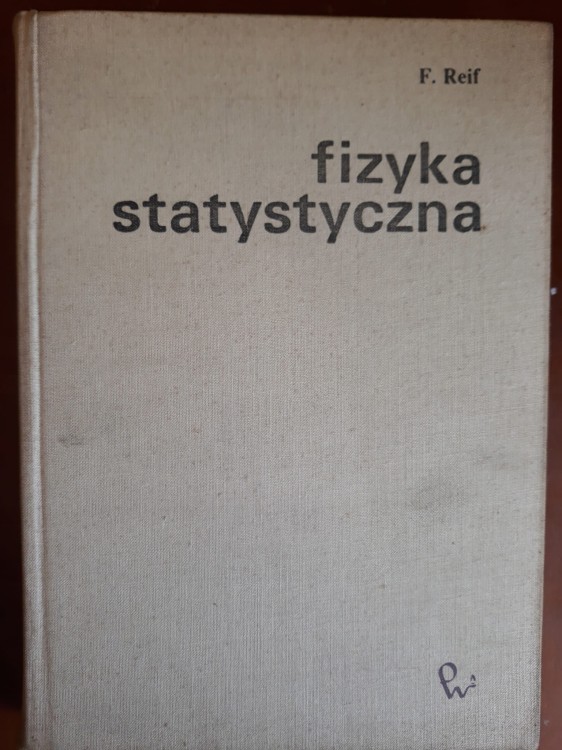 F. Reif
fizyka
statystyczna